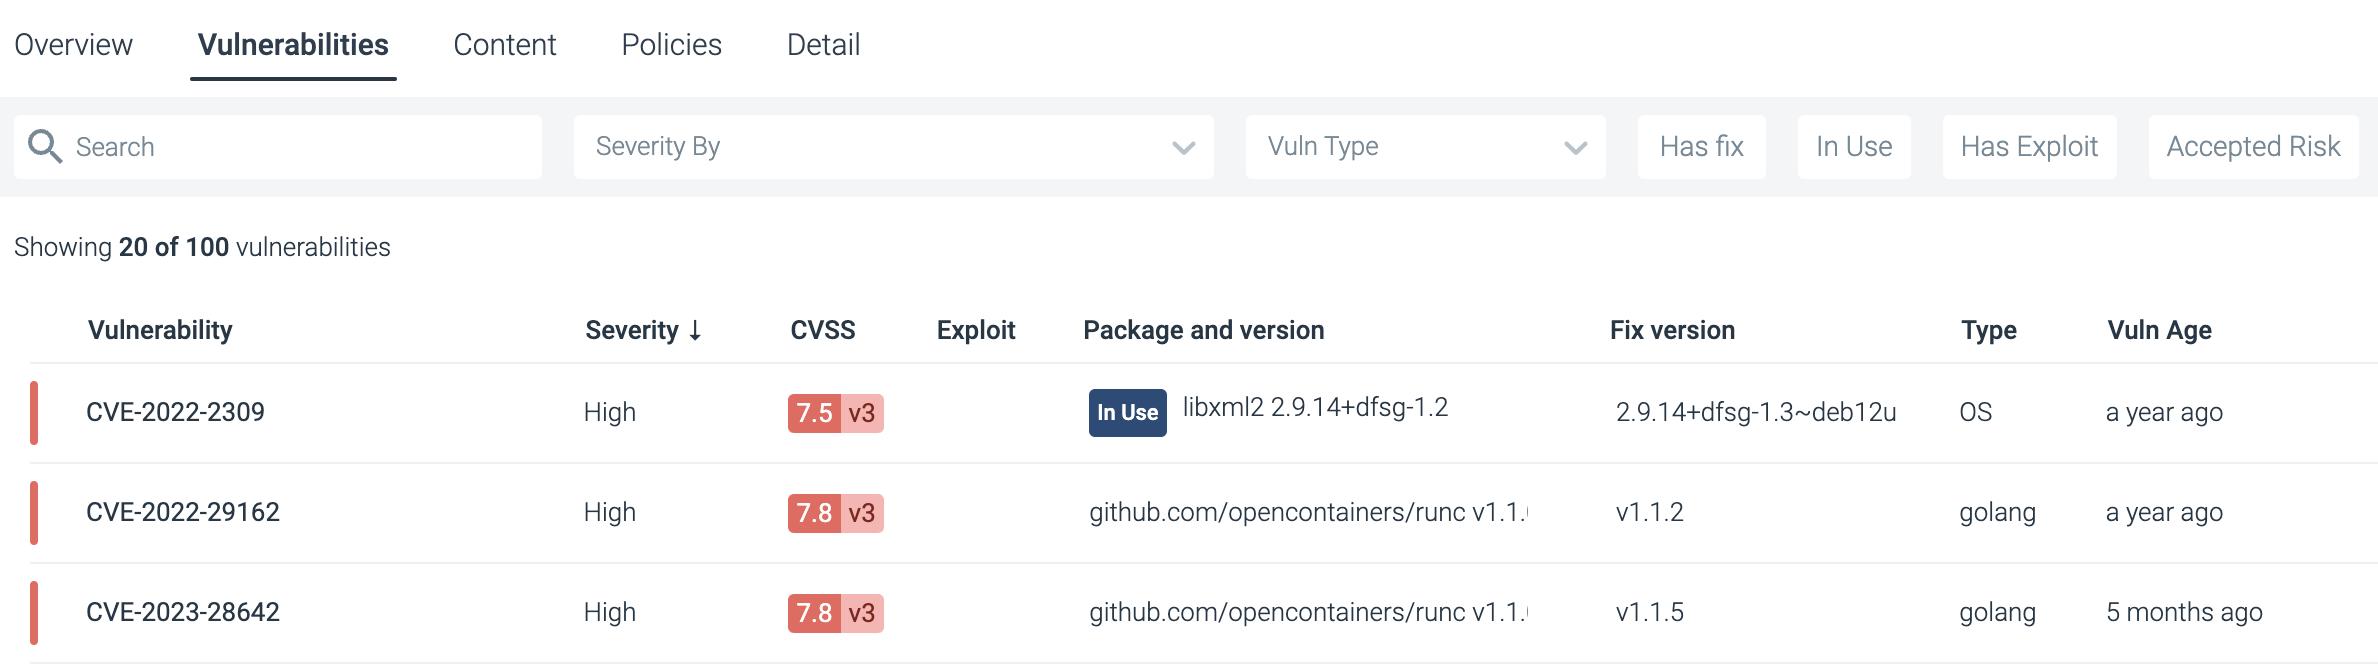 Overview Vulnerabilities Content Policies Detail
Search Severity By Vuln Type Has fix In Use Has Exploit Accepted Risk
Showing 20 of 100 vulnerabilities
Vulnerability Severity ↓ CVSS Exploit Package and version Fix version Type Vuln Age
CVE-2022-2309 High 7.5 v3 In Use libxml2 2.9.14+dfsg-1.2 2.9.14+dfsg-1.3~deb12u OS a year ago
CVE-2022-29162 High 7.8 v3 github.com/opencontainers/runc v1.1. v1.1.2 golang a year ago
CVE-2023-28642 High 7.8 v3 github.com/opencontainers/runc v1.1. v1.1.5 golang 5 months ago